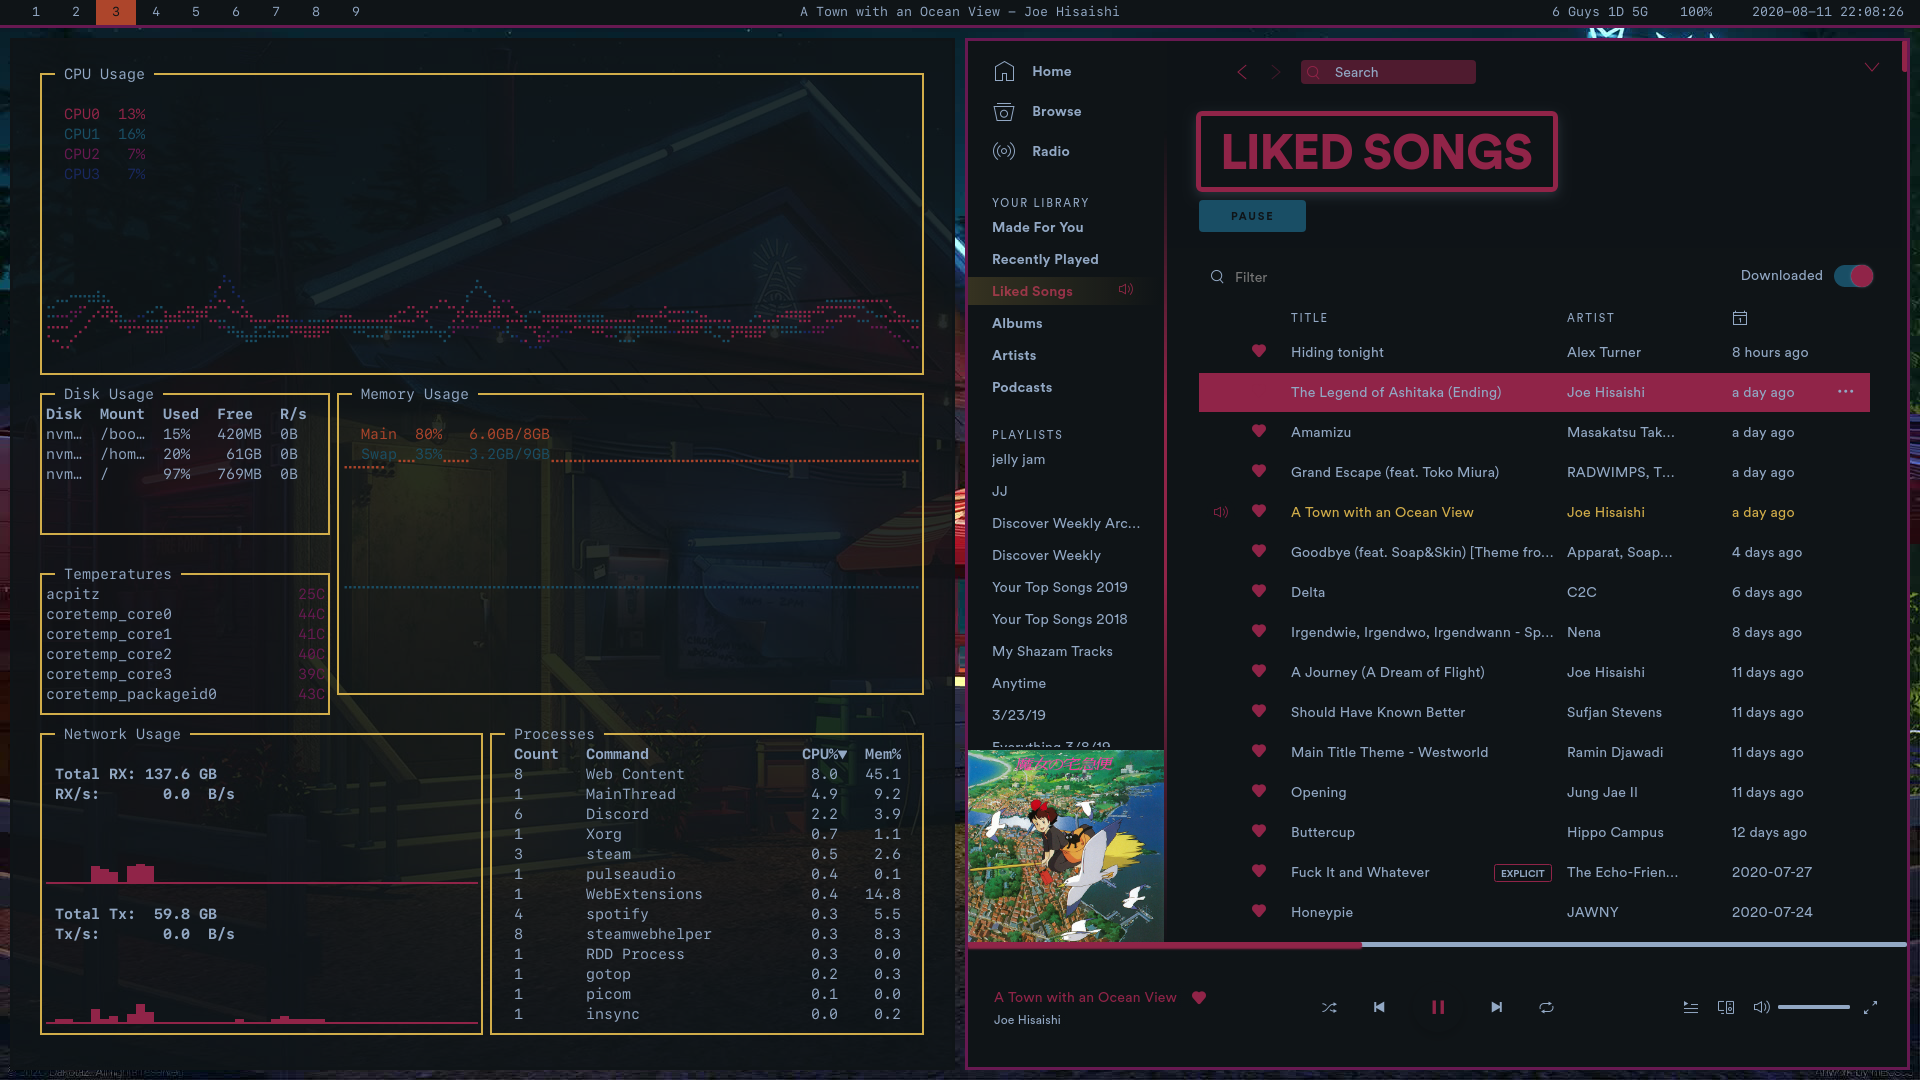 1 2 3 4 5 6 7 8 9
A Town with an Ocean View - Joe Hisaishi
6 Guys 1D 5G 100% 2020-08-11 22:08:26
CPU Usage
CPU0 13%
CPU1 16%
CPU2 7%
CPU3 7%
Disk Usage
Disk Mount Used Free R/s
nvm… /boo… 15% 420MB 0B
nvm… /hom… 20% 61GB 0B
nvm… / 97% 769MB 0B
Memory Usage
Main 80% 6.0GB/8GB
Swap 35% 3.2GB/9GB
Temperatures
acpitz 25C
coretemp_core0 44C
coretemp_core1 41C
coretemp_core2 40C
coretemp_core3 39C
coretemp_packageid0 43C
Network Usage
Total RX: 137.6 GB
RX/s: 0.0 B/s
Total Tx: 59.8 GB
Tx/s: 0.0 B/s
Processes
Count Command CPU%▼ Mem%
8 Web Content 8.0 45.1
1 MainThread 4.9 9.2
6 Discord 2.2 3.9
1 Xorg 0.7 1.1
3 steam 0.5 2.6
1 pulseaudio 0.4 0.1
1 WebExtensions 0.4 14.8
4 spotify 0.3 5.5
8 steamwebhelper 0.3 8.3
1 RDD Process 0.3 0.0
1 gotop 0.2 0.3
1 picom 0.1 0.0
1 insync 0.0 0.2
Home
Browse
Radio
YOUR LIBRARY
Made For You
Recently Played
Liked Songs
Albums
Artists
Podcasts
PLAYLISTS
jelly jam
JJ
Discover Weekly Arc…
Discover Weekly
Your Top Songs 2019
Your Top Songs 2018
My Shazam Tracks
Anytime
3/23/19
Everything 3/8/19
魔女の宅急便
Search
LIKED SONGS
PAUSE
Filter
Downloaded
TITLE ARTIST
Hiding tonight Alex Turner 8 hours ago
The Legend of Ashitaka (Ending) Joe Hisaishi a day ago
Amamizu Masakatsu Tak… a day ago
Grand Escape (feat. Toko Miura) RADWIMPS, T… a day ago
A Town with an Ocean View Joe Hisaishi a day ago
Goodbye (feat. Soap&Skin) [Theme fro… Apparat, Soap… 4 days ago
Delta C2C 6 days ago
Irgendwie, Irgendwo, Irgendwann - Sp… Nena 8 days ago
A Journey (A Dream of Flight) Joe Hisaishi 11 days ago
Should Have Known Better Sufjan Stevens 11 days ago
Main Title Theme - Westworld Ramin Djawadi 11 days ago
Opening Jung Jae Il 11 days ago
Buttercup Hippo Campus 12 days ago
Fuck It and Whatever EXPLICIT The Echo-Frien… 2020-07-27
Honeypie JAWNY 2020-07-24
A Town with an Ocean View
Joe Hisaishi